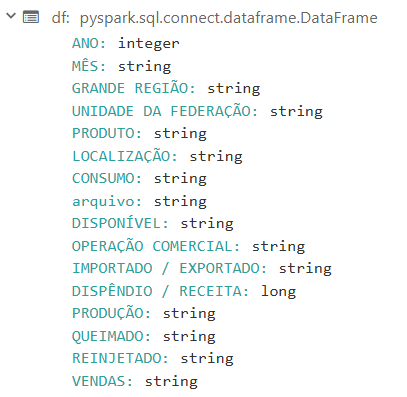 df: pyspark.sql.connect.dataframe.DataFrame
ANO: integer
MÊS: string
GRANDE REGIÃO: string
UNIDADE DA FEDERAÇÃO: string
PRODUTO: string
LOCALIZAÇÃO: string
CONSUMO: string
arquivo: string
DISPONÍVEL: string
OPERAÇÃO COMERCIAL: string
IMPORTADO / EXPORTADO: string
DISPÊNDIO / RECEITA: long
PRODUÇÃO: string
QUEIMADO: string
REINJETADO: string
VENDAS: string